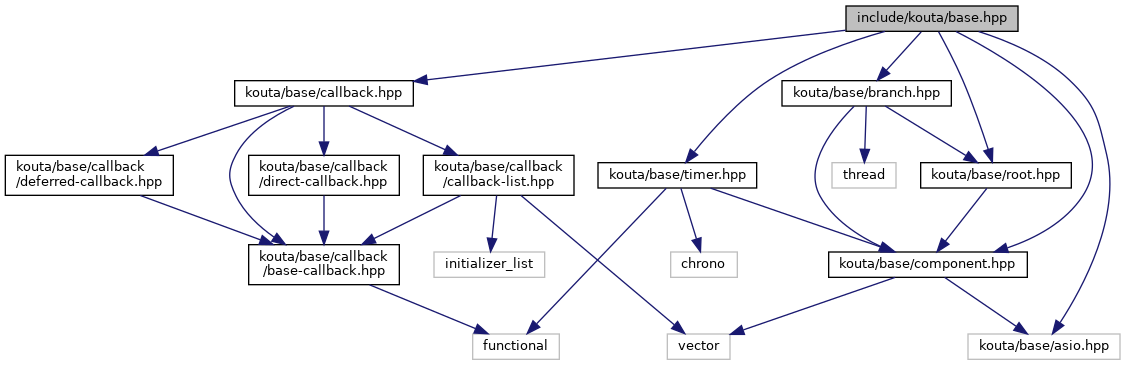 include/kouta/base.hpp
kouta/base/callback.hpp
kouta/base/branch.hpp
kouta/base/callback
/deferred-callback.hpp
kouta/base/callback
/direct-callback.hpp
kouta/base/callback
/callback-list.hpp
kouta/base/timer.hpp
thread
kouta/base/root.hpp
kouta/base/callback
/base-callback.hpp
initializer_list
chrono
kouta/base/component.hpp
functional
vector
kouta/base/asio.hpp